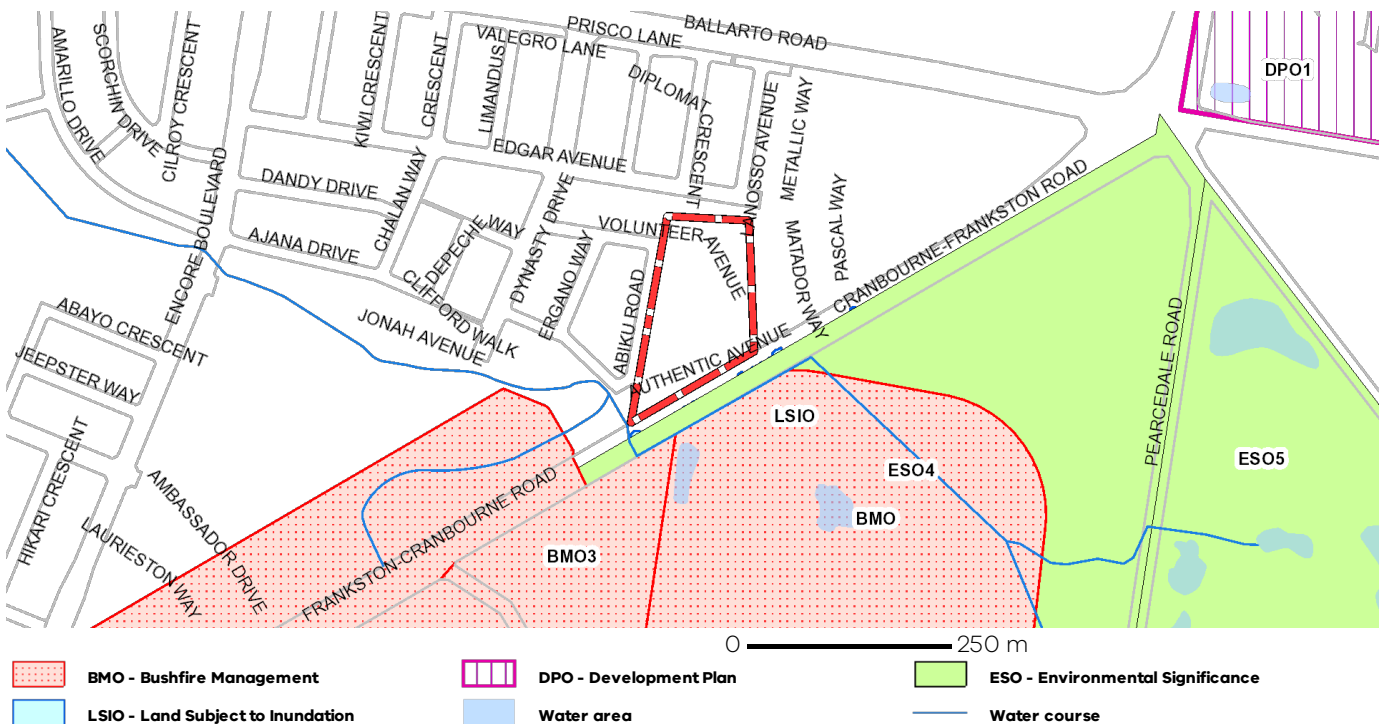 BALLARTO ROAD
PRISCO LANE
VALEGRO LANE
AMARILLO DRIVE
SCORCHIN DRIVE
CILROY CRESCENT
KIWI CRESCENT
CRESCENT
LIMANDUS
DIPLOMAT
CRESCENT
ANOSSO AVENUE
METALLIC WAY
DPO1
EDGAR AVENUE
DANDY DRIVE
CHALAN WAY
ENCORE BOULEVARD
AJANA DRIVE
DEPECHE WAY
DYNASTY DRIVE
ERGANO WAY
VOLUNTEER
AVENUE
MATADOR WAY
PASCAL WAY
CRANBOURNE-FRANKSTON ROAD
CLIFFORD WALK
JONAH AVENUE
ABIKU ROAD
AUTHENTIC AVENUE
ABAYO CRESCENT
JEEPSTER WAY
HIKARI CRESCENT
LAURIESTON WAY
AMBASSADOR DRIVE
FRANKSTON-CRANBOURNE ROAD
PEARCEDALE ROAD
LSIO
ESO4
ESO5
BMO
BMO3
0 250 m
BMO - Bushfire Management
DPO - Development Plan
ESO - Environmental Significance
LSIO - Land Subject to Inundation
Water area
Water course